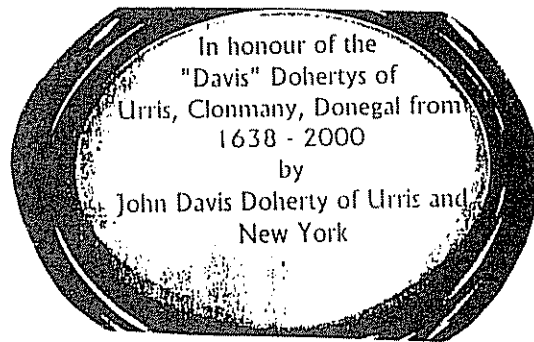 In honour of the
"Davis" Dohertys of
Urris, Clonmany, Donegal from
1638 - 2000
by
John Davis Doherty of Urris and
New York